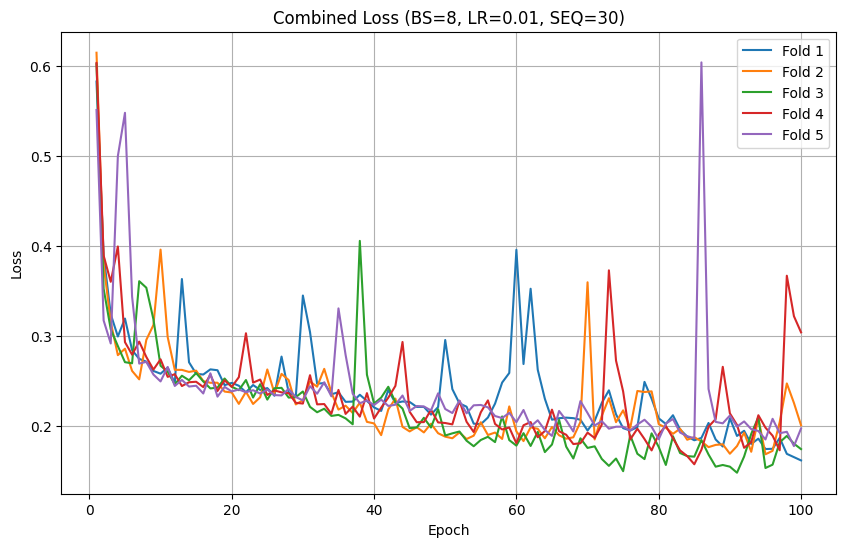 Combined Loss (BS=8, LR=0.01, SEQ=30)
Fold 1
Fold 2
Fold 3
Fold 4
Fold 5
Loss
0.6
0.5
0.4
0.3
0.2
0 20 40 60 80 100
Epoch